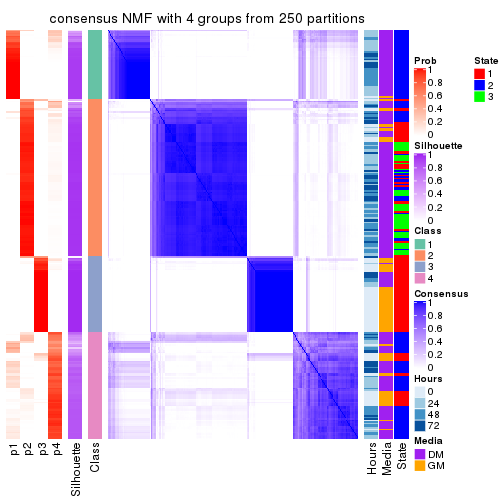 consensus NMF with 4 groups from 250 partitions
Prob
1
0.8
0.6
0.4
0.2
0
State
1
2
3
Silhouette
1
0.8
0.6
0.4
0.2
0
Class
1
2
3
4
Consensus
1
0.8
0.6
0.4
0.2
0
Hours
0
24
48
72
Media
DM
GM
p1
p2
p3
p4
Silhouette
Class
Hours
Media
State